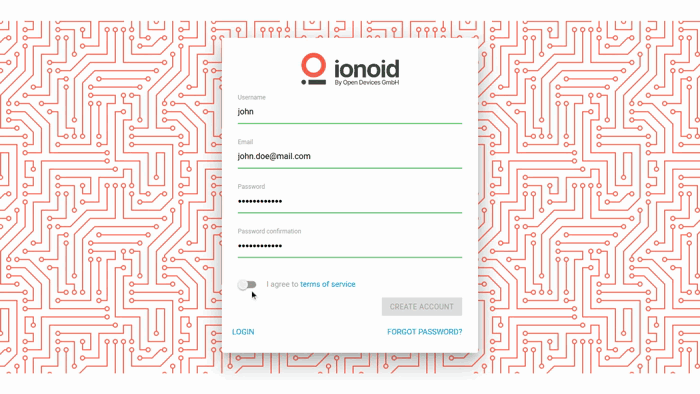 ionoid
By Open Devices GmbH
Username
john
Email
john.doe@mail.com
Password
••••••••••••
Password confirmation
••••••••••••
I agree to terms of service
CREATE ACCOUNT
LOGIN FORGOT PASSWORD?